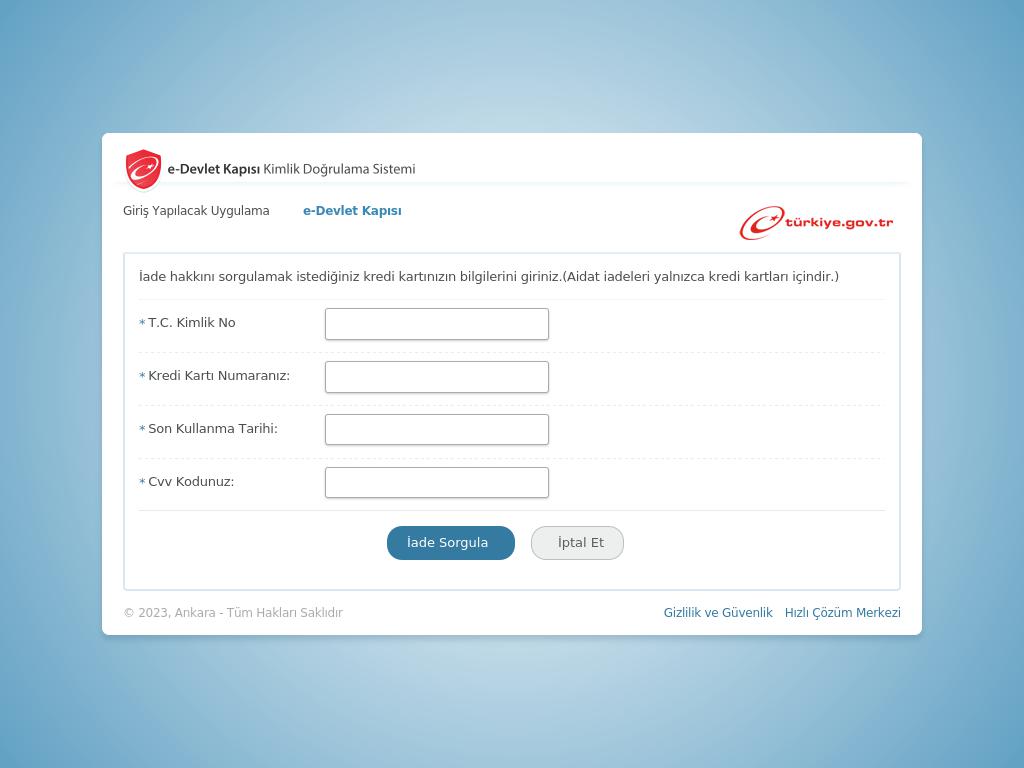 e-Devlet Kapısı Kimlik Doğrulama Sistemi
Giriş Yapılacak Uygulama e-Devlet Kapısı
türkiye.gov.tr
İade hakkını sorgulamak istediğiniz kredi kartınızın bilgilerini giriniz.(Aidat iadeleri yalnızca kredi kartları içindir.)
* T.C. Kimlik No
* Kredi Kartı Numaranız:
* Son Kullanma Tarihi:
* Cvv Kodunuz:
İade Sorgula İptal Et
© 2023, Ankara - Tüm Hakları Saklıdır Gizlilik ve Güvenlik Hızlı Çözüm Merkezi